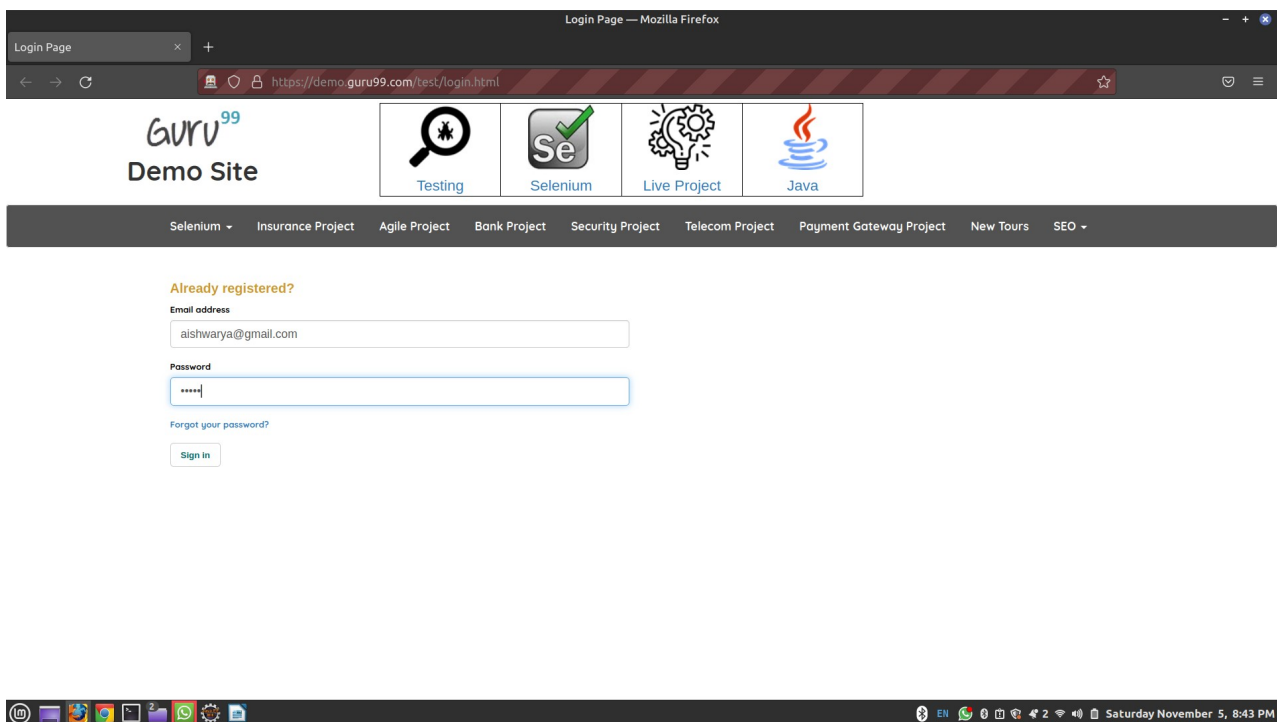 Login Page — Mozilla Firefox
Login Page
https://demo.guru99.com/test/login.html
Guru99
Demo Site
Se
Testing Selenium Live Project Java
Selenium Insurance Project Agile Project Bank Project Security Project Telecom Project Payment Gateway Project New Tours SEO
Already registered?
Email address
aishwarya@gmail.com
Password
•••••
Forgot your password?
Sign in
2 EN 2 Saturday November 5, 8:43 PM